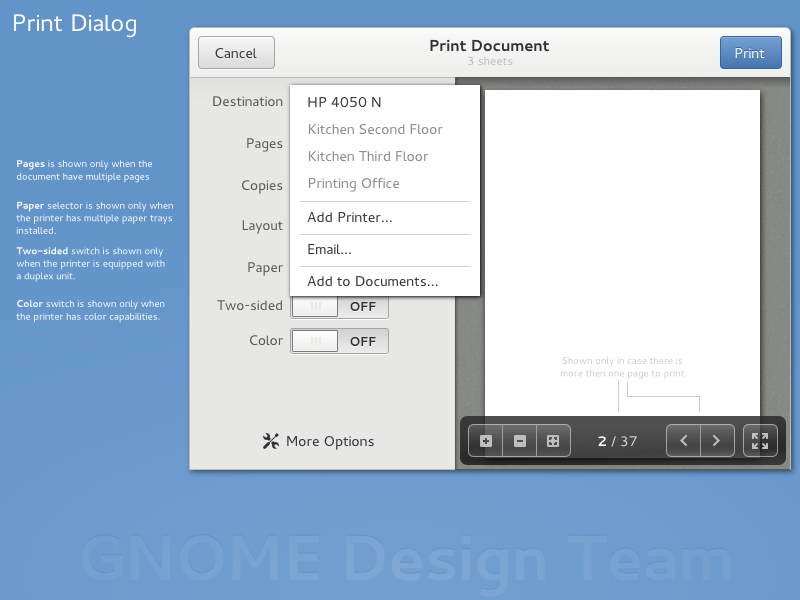 Print Dialog
Cancel
Print Document
3 sheets
Print
Destination
HP 4050 N
Kitchen Second Floor
Kitchen Third Floor
Printing Office
Add Printer...
Email...
Add to Documents...
Pages
Copies
Layout
Paper
Two-sided
OFF
Color
OFF
More Options
Pages is shown only when the
document have multiple pages
Paper selector is shown only when
the printer has multiple paper trays
installed.
Two-sided switch is shown only
when the printer is equipped with
a duplex unit.
Color switch is shown only when
the printer has color capabilities.
Shown only in case there is
more then one page to print
2 / 37
GNOME Design Team